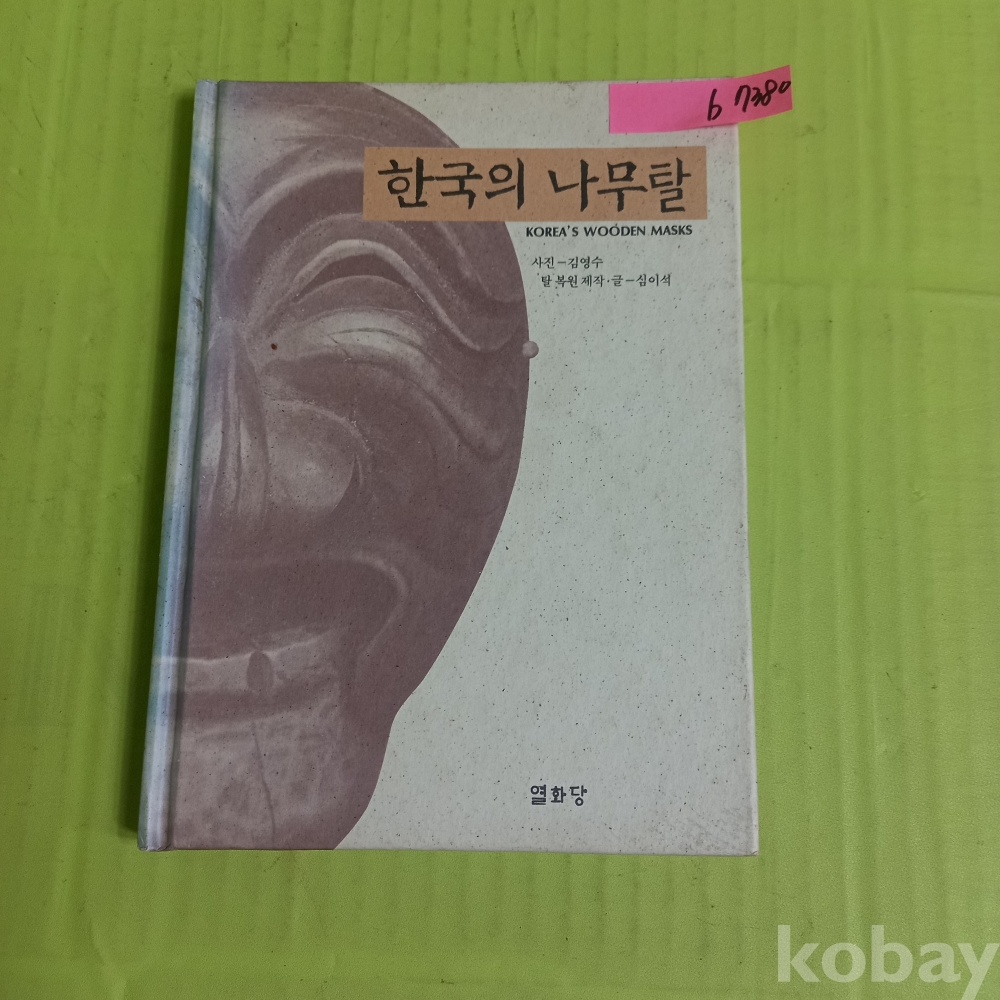 6 7380
한국의 나무탈
KOREA'S WOODEN MASKS
사진－김영수
탈 복원 제작·글－심이석
열화당
kobay